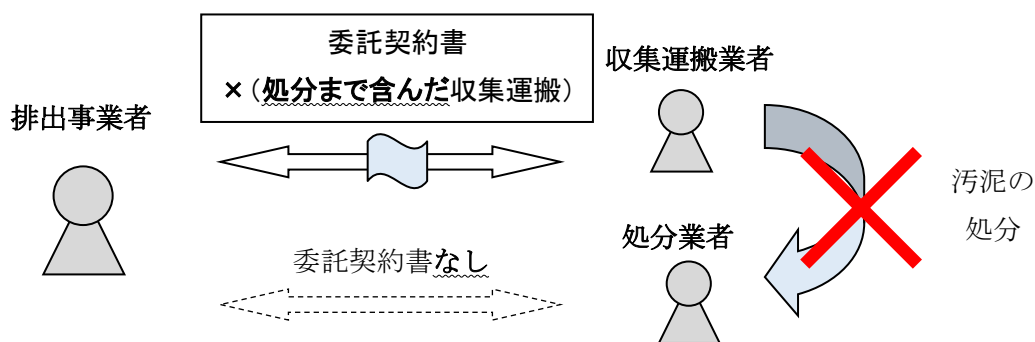 委託契約書
×（処分まで含んだ収集運搬）
収集運搬業者
排出事業者
汚泥の
処分
処分業者
委託契約書なし